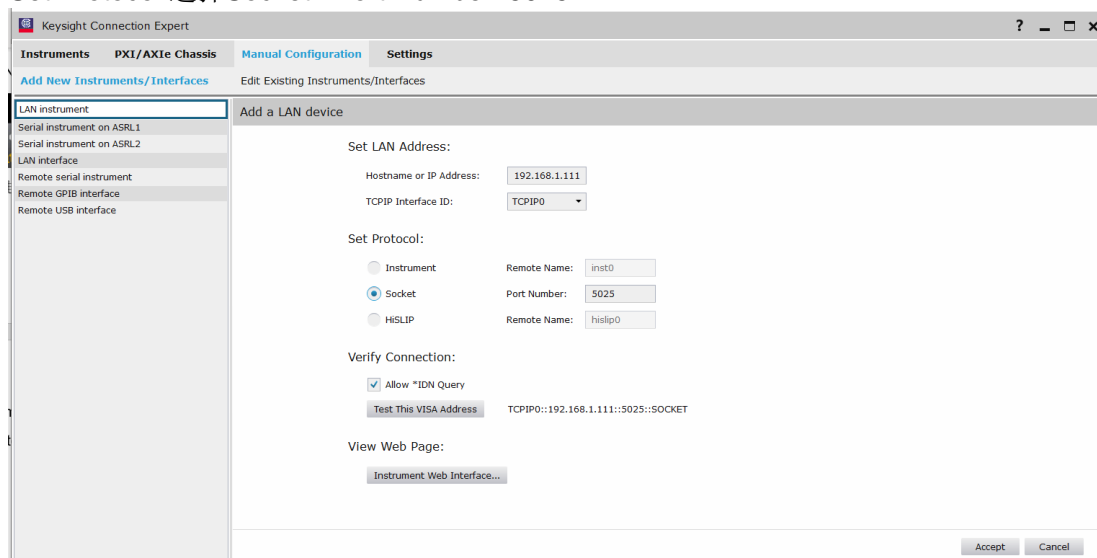 Keysight Connection Expert
Instruments PXI/AXIe Chassis Manual Configuration Settings
Add New Instruments/Interfaces Edit Existing Instruments/Interfaces
LAN instrument
Serial instrument on ASRL1
Serial instrument on ASRL2
LAN interface
Remote serial instrument
Remote GPIB interface
Remote USB interface
Add a LAN device
Set LAN Address:
Hostname or IP Address: 192.168.1.111
TCPIP Interface ID: TCPIP0
Set Protocol:
Instrument Remote Name: inst0
Socket Port Number: 5025
HiSLIP Remote Name: hislip0
Verify Connection:
Allow *IDN Query
Test This VISA Address TCPIP0::192.168.1.111::5025::SOCKET
View Web Page:
Instrument Web Interface...
Accept Cancel